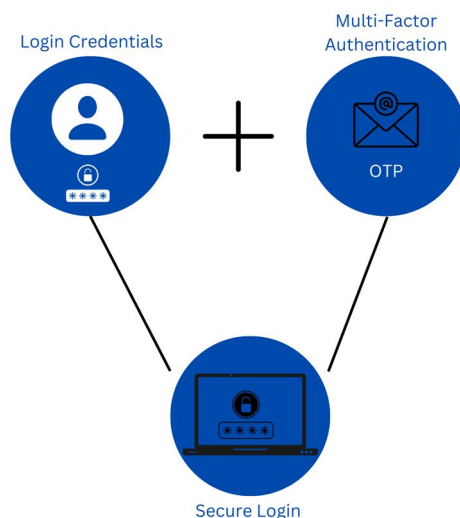 Login Credentials
Multi-Factor
Authentication
@
OTP
****
****
Secure Login